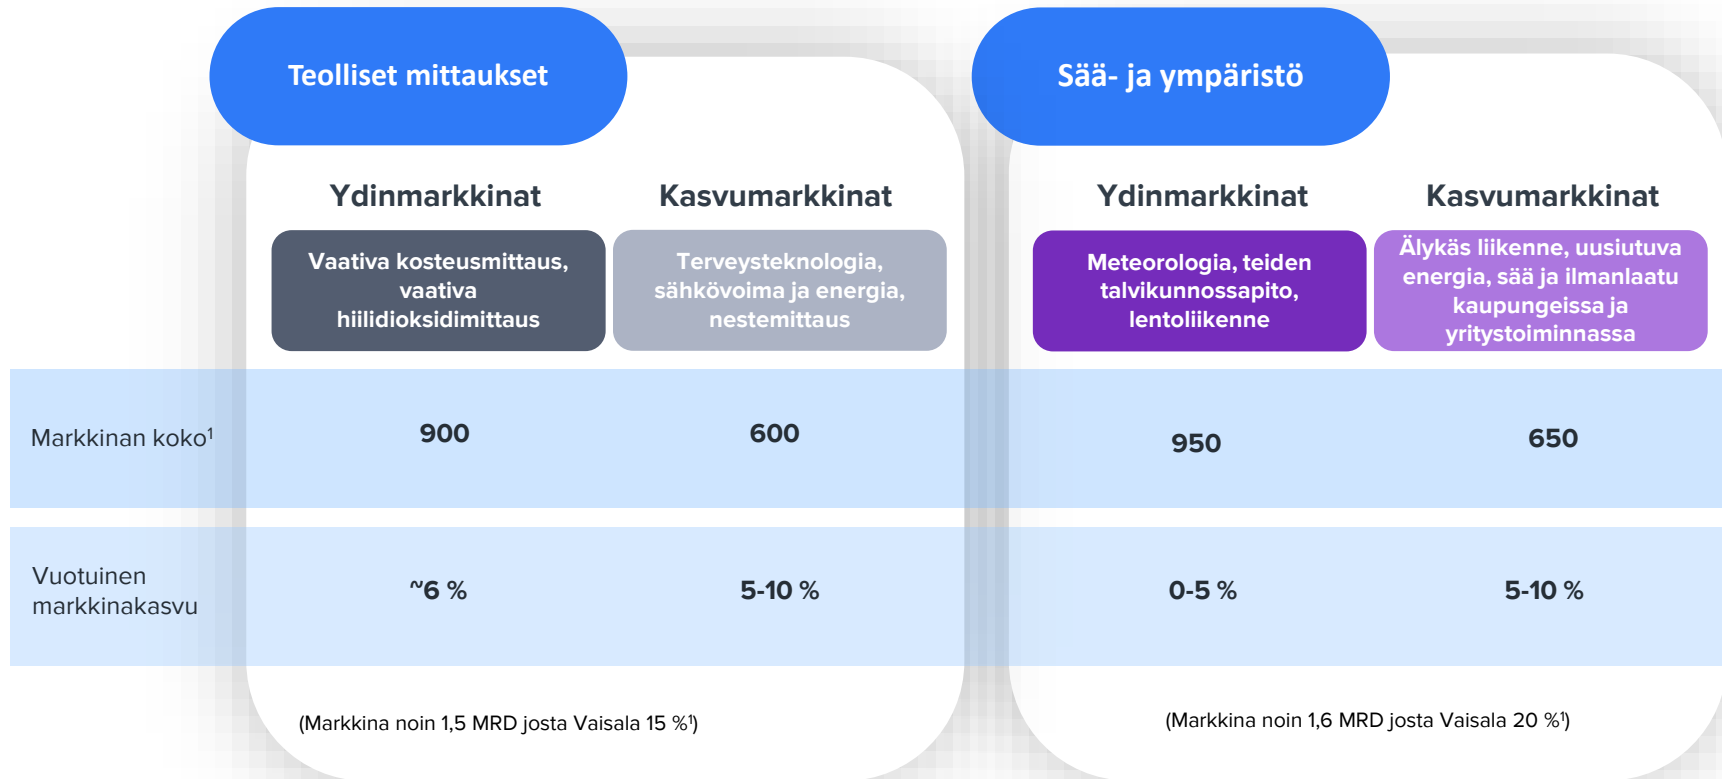 Teolliset mittaukset
Sää- ja ympäristö
Ydinmarkkinat
Kasvumarkkinat
Ydinmarkkinat
Kasvumarkkinat
Vaativa kosteusmittaus,
vaativa
hiilidioksidimittaus
Terveysteknologia,
sähkövoima ja energia,
nestemittaus
Meteorologia, teiden
talvikunnossapito,
lentoliikenne
Älykäs liikenne, uusiutuva
energia, sää ja ilmanlaatu
kaupungeissa ja
yritystoiminnassa
Markkinan koko¹
900
600
950
650
Vuotuinen
markkinakasvu
~6 %
5-10 %
0-5 %
5-10 %
(Markkina noin 1,5 MRD josta Vaisala 15 %¹)
(Markkina noin 1,6 MRD josta Vaisala 20 %¹)